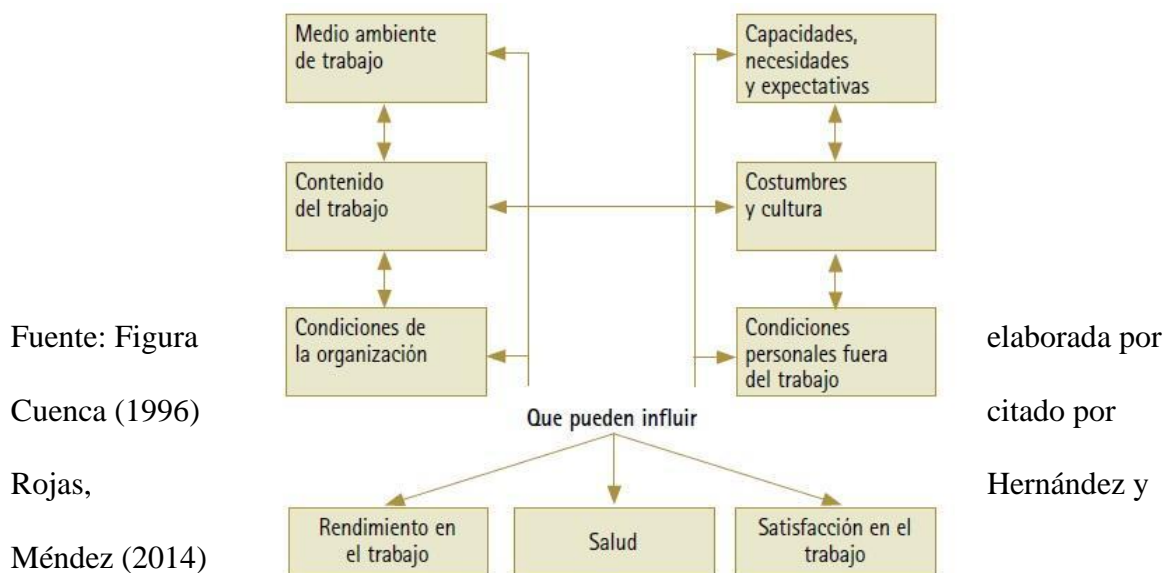 Medio ambiente
de trabajo
Capacidades,
necesidades
y expectativas
Contenido
del trabajo
Costumbres
y cultura
Condiciones de
la organización
Condiciones
personales fuera
del trabajo
Que pueden influir
Rendimiento en
el trabajo
Salud
Satisfacción en el
trabajo
Fuente: Figura elaborada por
Cuenca (1996) citado por
Rojas, Hernández y
Méndez (2014)